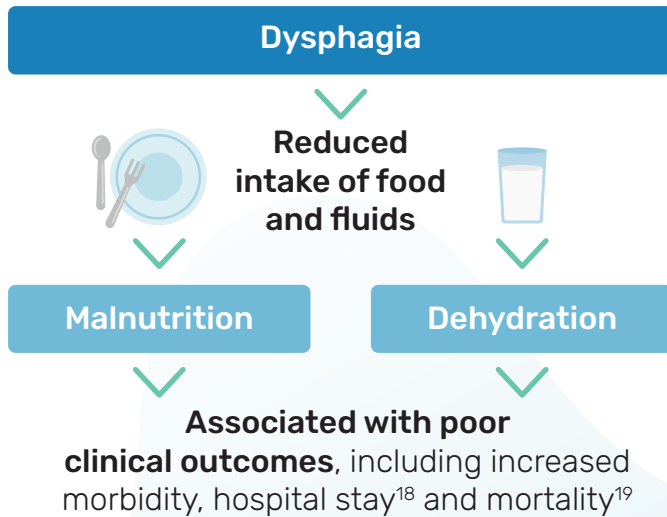 Dysphagia
Reduced
intake of food
and fluids
Malnutrition
Dehydration
Associated with poor
clinical outcomes, including increased
morbidity, hospital stay¹⁸ and mortality¹⁹